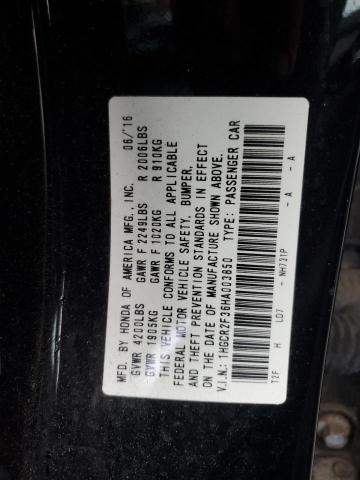 MFD. BY HONDA OF AMERICA MFG., INC. 06/'16
GVWR 4200LBS GAWR F 2249LBS R 2006LBS
GVWR 1905KG GAWR F 1020KG R 910KG
THIS VEHICLE CONFORMS TO ALL APPLICABLE
FEDERAL MOTOR VEHICLE SAFETY, BUMPER,
AND THEFT PREVENTION STANDARDS IN EFFECT
ON THE DATE OF MANUFACTURE SHOWN ABOVE.
V.I.N.: 1HGCR2F36HA003650 TYPE: PASSENGER CAR
T2F H LD7 NH731P - A - A